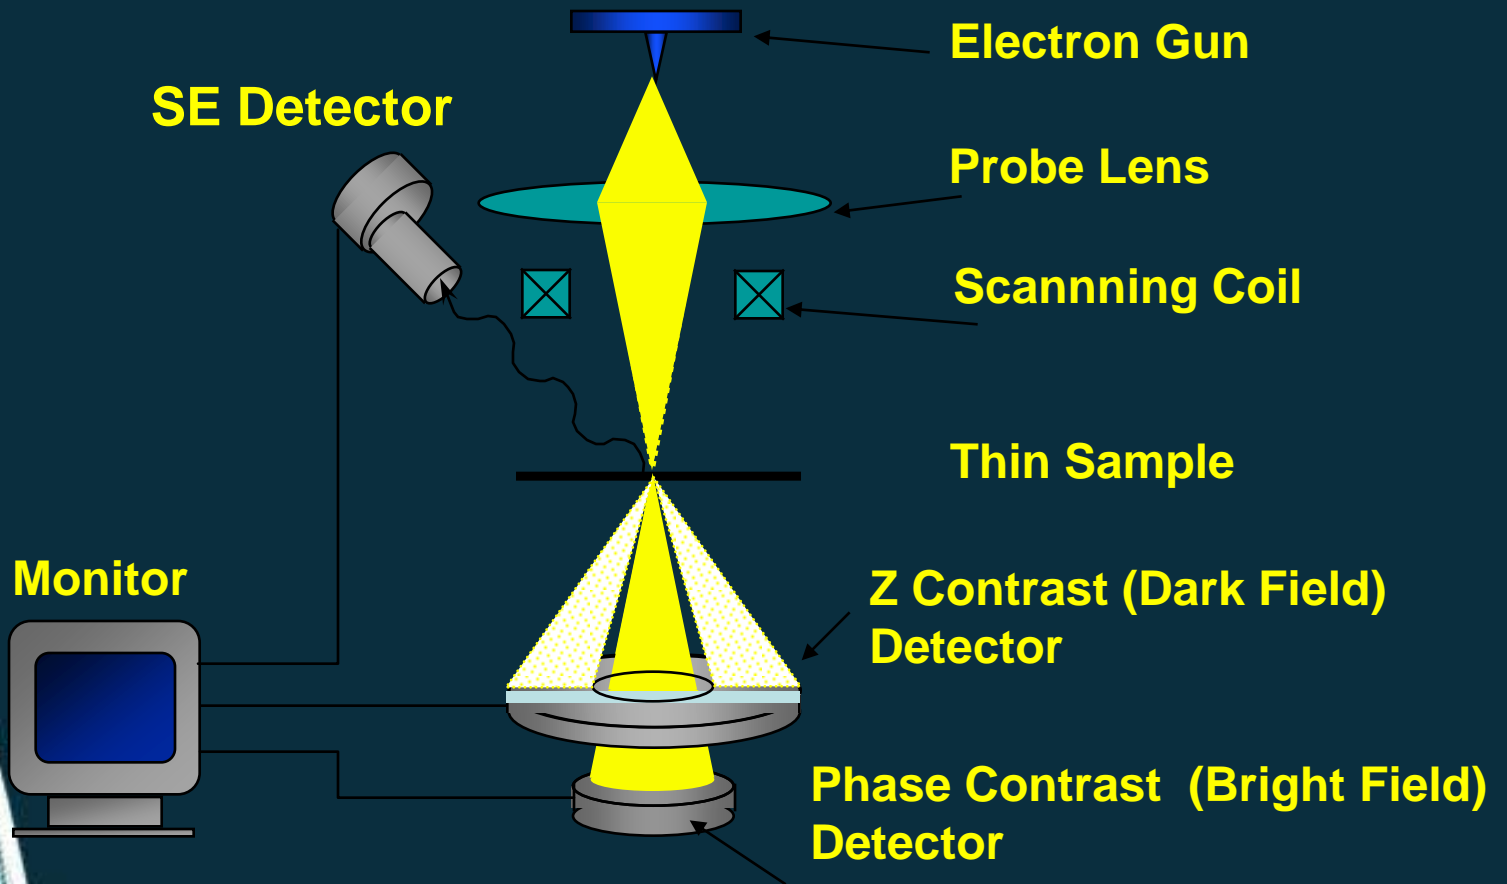 Electron Gun
SE Detector
Probe Lens
Scannning Coil
Thin Sample
Monitor
Z Contrast (Dark Field)
Detector
Phase Contrast (Bright Field)
Detector